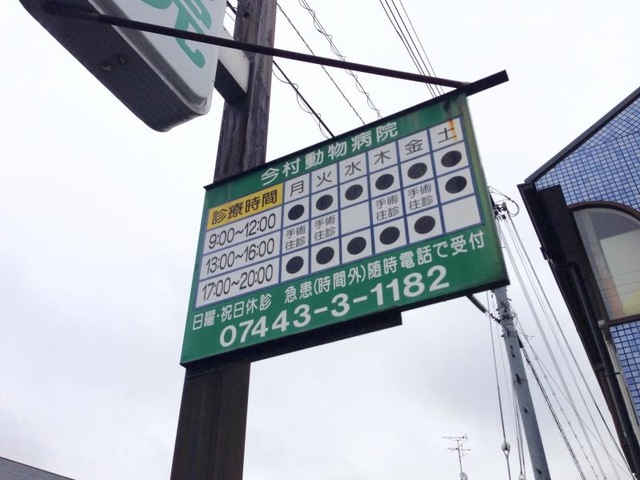 今村動物病院
診療時間 月 火 水 木 金 土
9:00~12:00 ● ● ● ● ● ●
13:00~16:00 手術往診 手術往診 手術往診 手術往診 ●
17:00~20:00 ● ● ● ● ●
日曜・祝日休診 急患(時間外)随時電話で受付
07443-3-1182